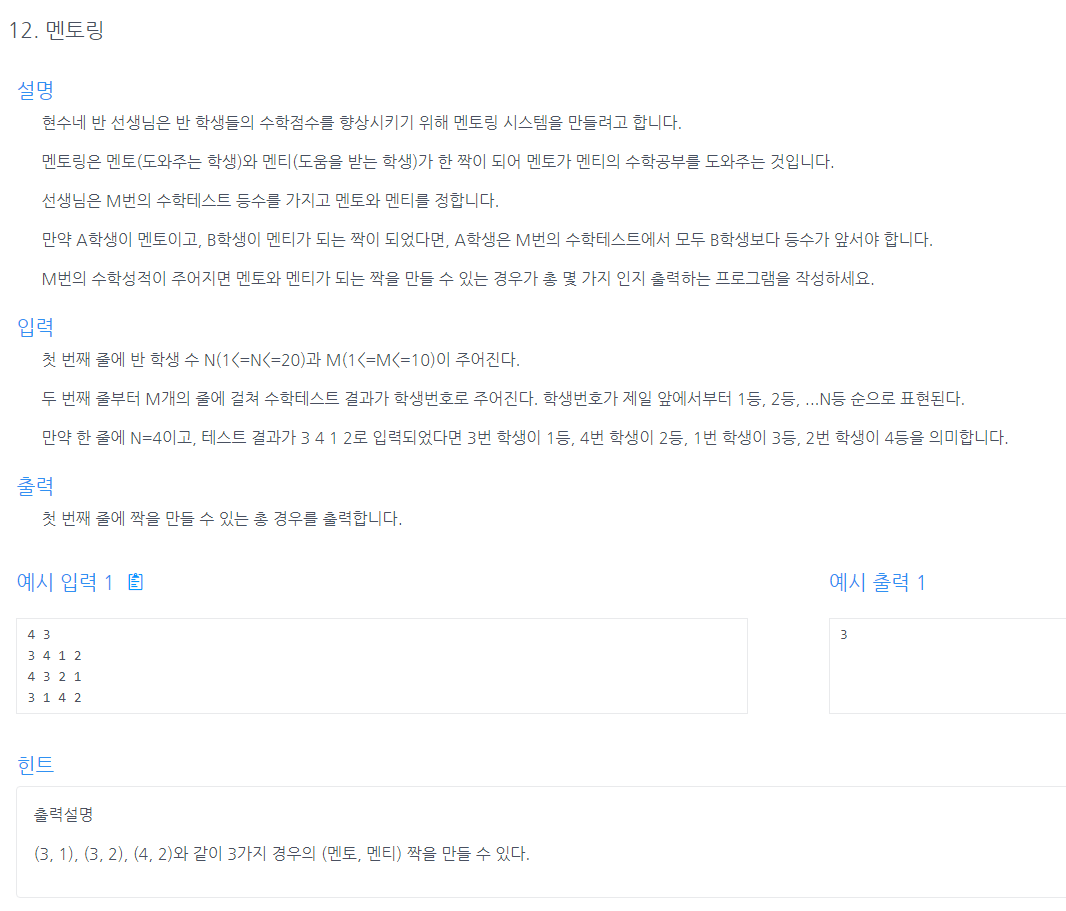 12. 멘토링
설명
현수네 반 선생님은 반 학생들의 수학점수를 향상시키기 위해 멘토링 시스템을 만들려고 합니다.
멘토링은 멘토(도와주는 학생)와 멘티(도움을 받는 학생)가 한 짝이 되어 멘토가 멘티의 수학공부를 도와주는 것입니다.
선생님은 M번의 수학테스트 등수를 가지고 멘토와 멘티를 정합니다.
만약 A학생이 멘토이고, B학생이 멘티가 되는 짝이 되었다면, A학생은 M번의 수학테스트에서 모두 B학생보다 등수가 앞서야 합니다.
M번의 수학성적이 주어지면 멘토와 멘티가 되는 짝을 만들 수 있는 경우가 총 몇 가지 인지 출력하는 프로그램을 작성하세요.
입력
첫 번째 줄에 반 학생 수 N(1<=N<=20)과 M(1<=M<=10)이 주어진다.
두 번째 줄부터 M개의 줄에 걸쳐 수학테스트 결과가 학생번호로 주어진다. 학생번호가 제일 앞에서부터 1등, 2등, ...N등 순으로 표현된다.
만약 한 줄에 N=4이고, 테스트 결과가 3 4 1 2로 입력되었다면 3번 학생이 1등, 4번 학생이 2등, 1번 학생이 3등, 2번 학생이 4등을 의미합니다.
출력
첫 번째 줄에 짝을 만들 수 있는 총 경우를 출력합니다.
예시 입력 1
4 3
3 4 1 2
4 3 2 1
3 1 4 2
예시 출력 1
3
힌트
출력설명
(3, 1), (3, 2), (4, 2)와 같이 3가지 경우의 (멘토, 멘티) 짝을 만들 수 있다.